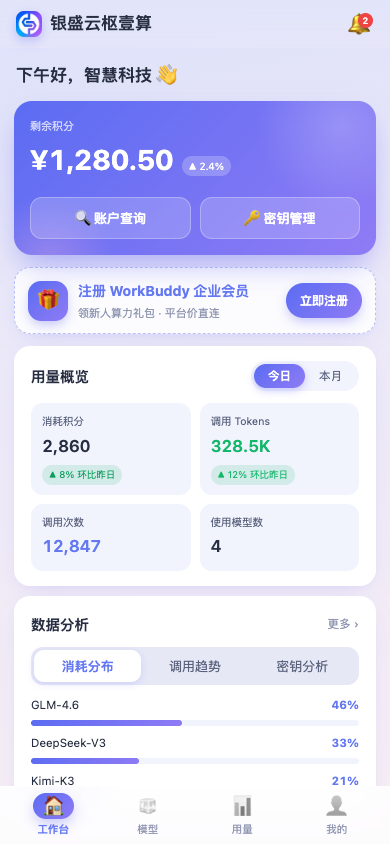 银盛云枢壹算
2
下午好，智慧科技👋
剩余积分
¥1,280.50 ▲ 2.4%
🔍 账户查询
🔑 密钥管理
注册 WorkBuddy 企业会员
领新人算力礼包 · 平台价直连
立即注册
用量概览
今日 本月
消耗积分
2,860
▲ 8% 环比昨日
调用 Tokens
328.5K
▲ 12% 环比昨日
调用次数
12,847
使用模型数
4
数据分析
更多 ›
消耗分布 调用趋势 密钥分析
GLM-4.6 46%
DeepSeek-V3 33%
Kimi-K3 21%
工作台 模型 用量 我的